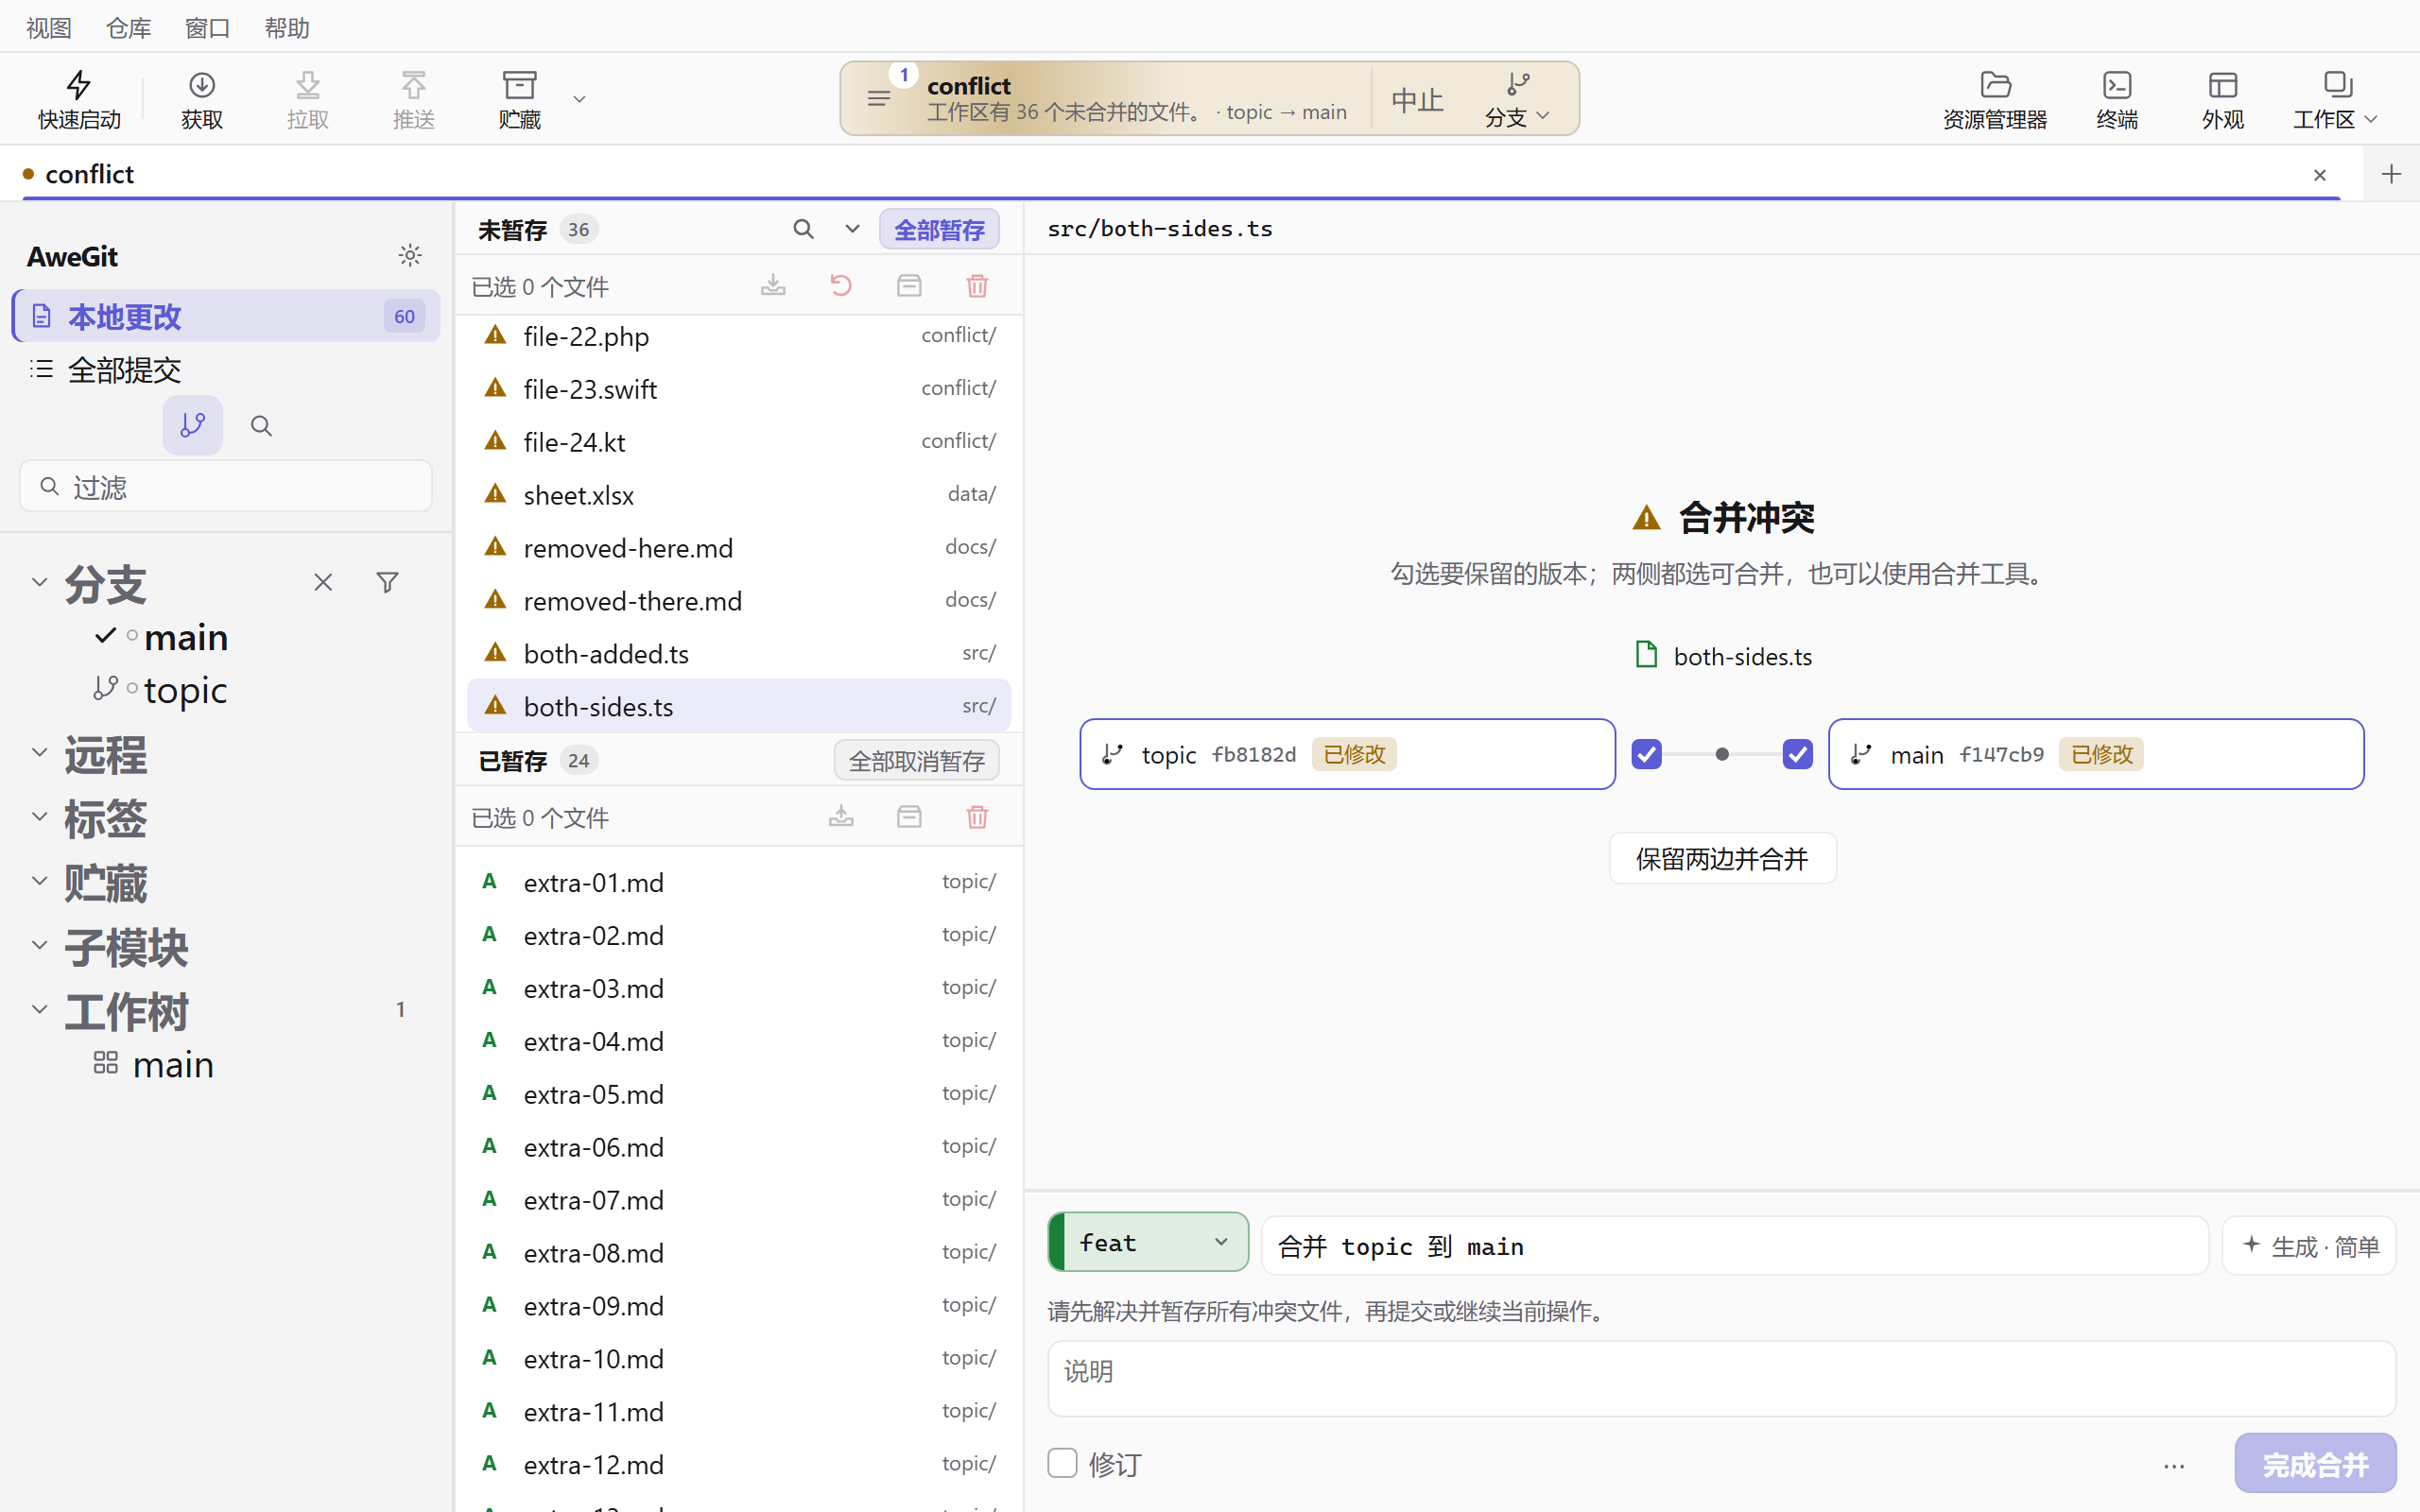 视图 仓库 窗口 帮助
快速启动 获取 拉取 推送 贮藏
1
conflict
工作区有 36 个未合并的文件。 · topic → main
中止
分支
资源管理器 终端 外观 工作区
conflict
AweGit
本地更改 60
全部提交
过滤
分支
main
topic
远程
标签
贮藏
子模块
工作树 1
main
未暂存 36 全部暂存
已选 0 个文件
file-22.php conflict/
file-23.swift conflict/
file-24.kt conflict/
sheet.xlsx data/
removed-here.md docs/
removed-there.md docs/
both-added.ts src/
both-sides.ts src/
已暂存 24 全部取消暂存
已选 0 个文件
A extra-01.md topic/
A extra-02.md topic/
A extra-03.md topic/
A extra-04.md topic/
A extra-05.md topic/
A extra-06.md topic/
A extra-07.md topic/
A extra-08.md topic/
A extra-09.md topic/
A extra-10.md topic/
A extra-11.md topic/
A extra-12.md topic/
src/both-sides.ts
合并冲突
勾选要保留的版本；两侧都选可合并，也可以使用合并工具。
both-sides.ts
topic fb8182d 已修改
main f147cb9 已修改
保留两边并合并
feat 合并 topic 到 main 生成 · 简单
请先解决并暂存所有冲突文件，再提交或继续当前操作。
说明
修订 ... 完成合并